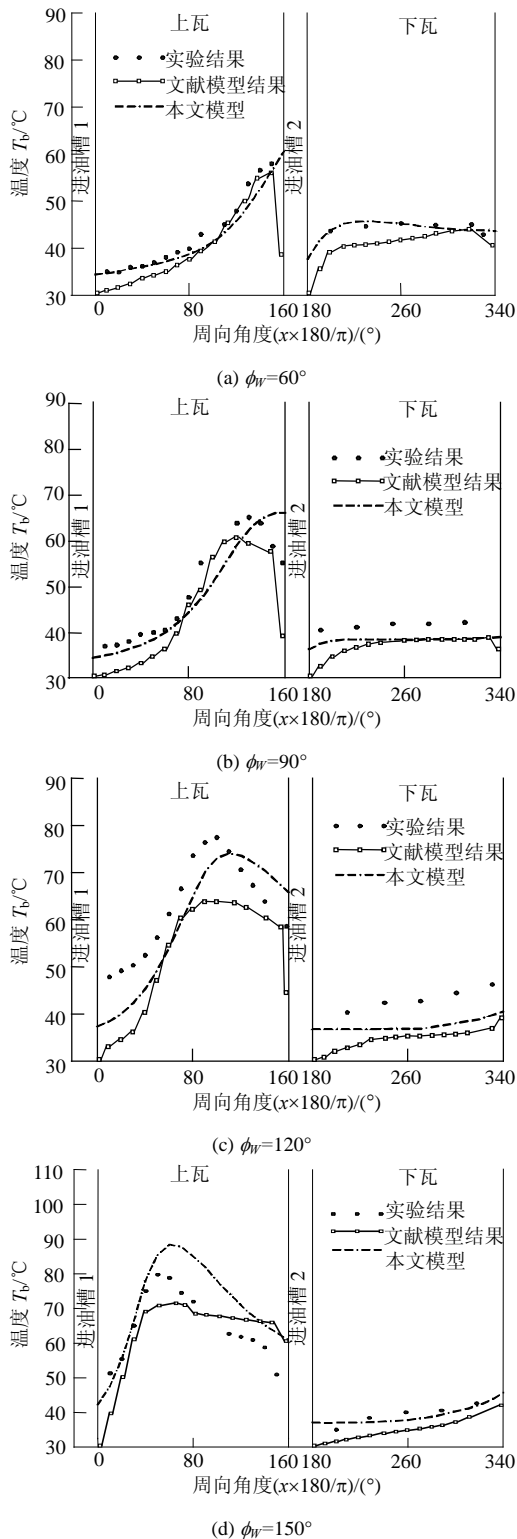 上瓦 下瓦
90
80
70
60
50
40
30
温度 T_b/℃
进油槽 1
进油槽 2
实验结果
文献模型结果
本文模型
0 80 160 180 260 340
周向角度(x×180/π)/(°)
(a) ϕ_W=60°
上瓦 下瓦
90
80
70
60
50
40
30
温度 T_b/℃
进油槽 1
进油槽 2
实验结果
文献模型结果
本文模型
0 80 160 180 260 340
周向角度(x×180/π)/(°)
(b) ϕ_W=90°
上瓦 下瓦
90
80
70
60
50
40
30
温度 T_b/℃
进油槽 1
进油槽 2
实验结果
文献模型结果
本文模型
0 80 160 180 260 340
周向角度(x×180/π)/(°)
(c) ϕ_W=120°
上瓦 下瓦
110
100
90
80
70
60
50
40
30
温度 T_b/℃
进油槽 1
进油槽 2
实验结果
文献模型结果
本文模型
0 80 160 180 260 340
周向角度(x×180/π)/(°)
(d) ϕ_W=150°